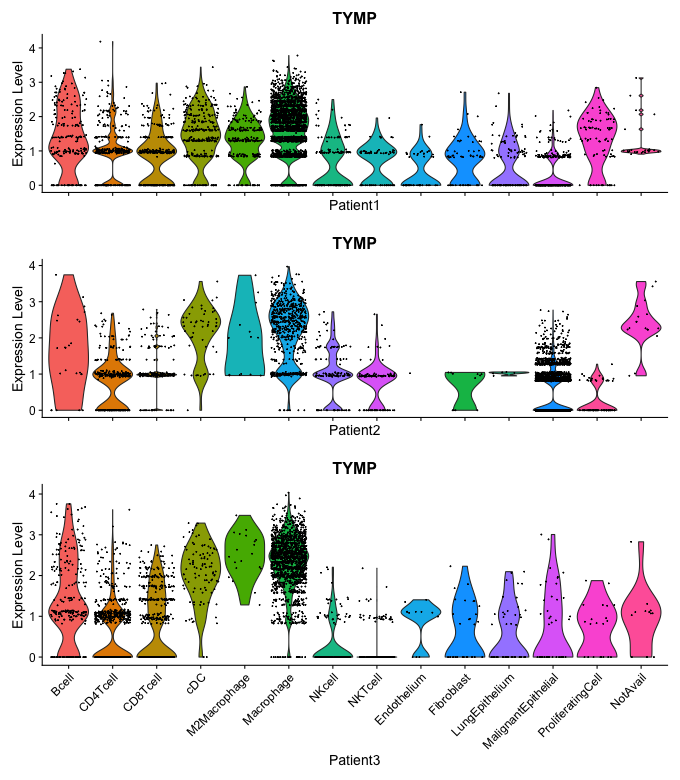 TYMP
Expression Level
4
3
2
1
0
Patient1
TYMP
Expression Level
4
3
2
1
0
Patient2
TYMP
Expression Level
4
3
2
1
0
Bcell
CD4Tcell
CD8Tcell
cDC
M2Macrophage
Macrophage
NKcell
NKTcell
Endothelium
Fibroblast
LungEpithelium
MalignantEpithelial
ProliferatingCell
NotAvail
Patient3